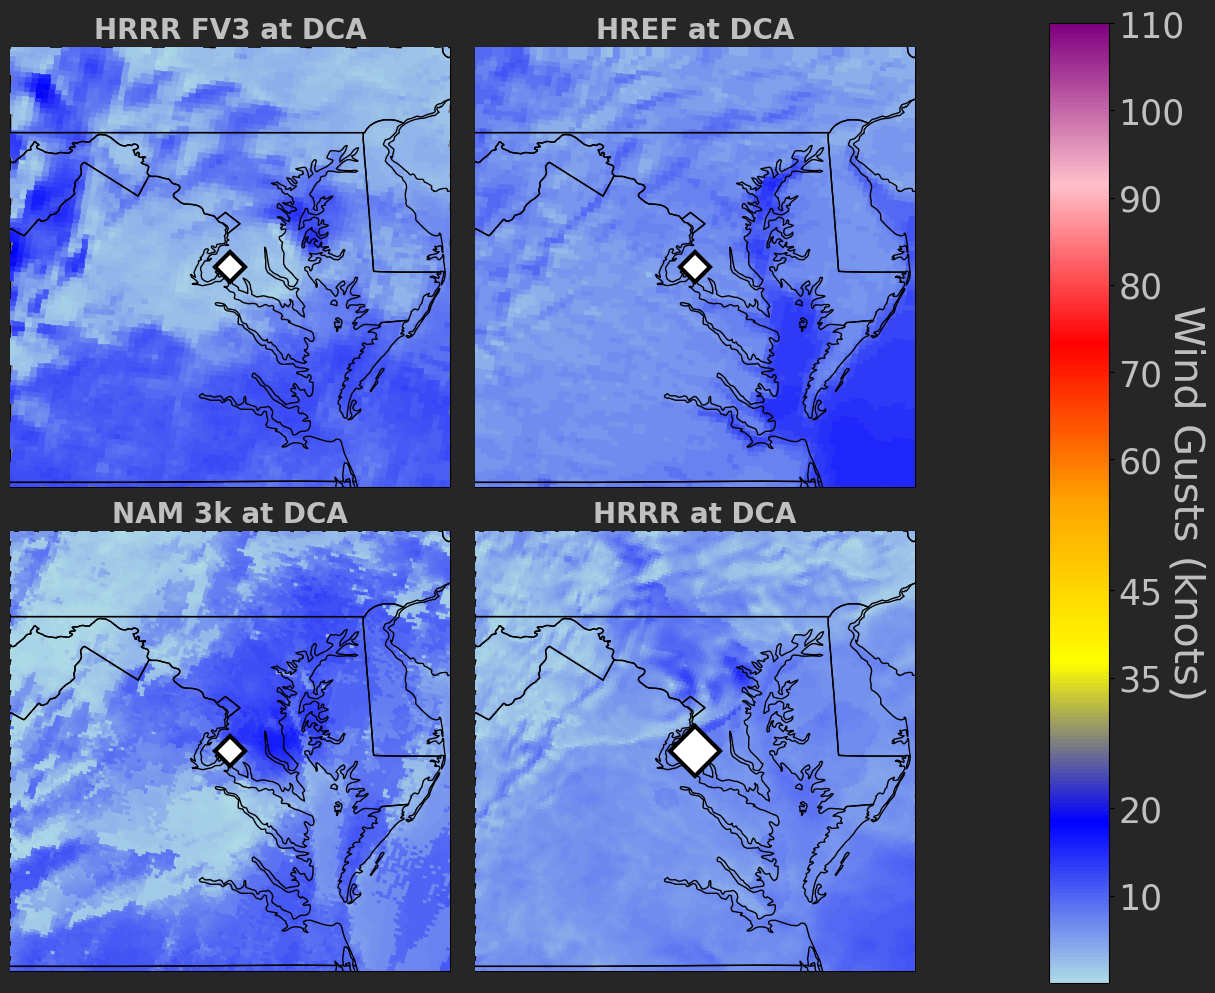 HRRR FV3 at DCA
HREF at DCA
NAM 3k at DCA
HRRR at DCA
110
100
90
80
70
60
45
35
20
10
Wind Gusts (knots)